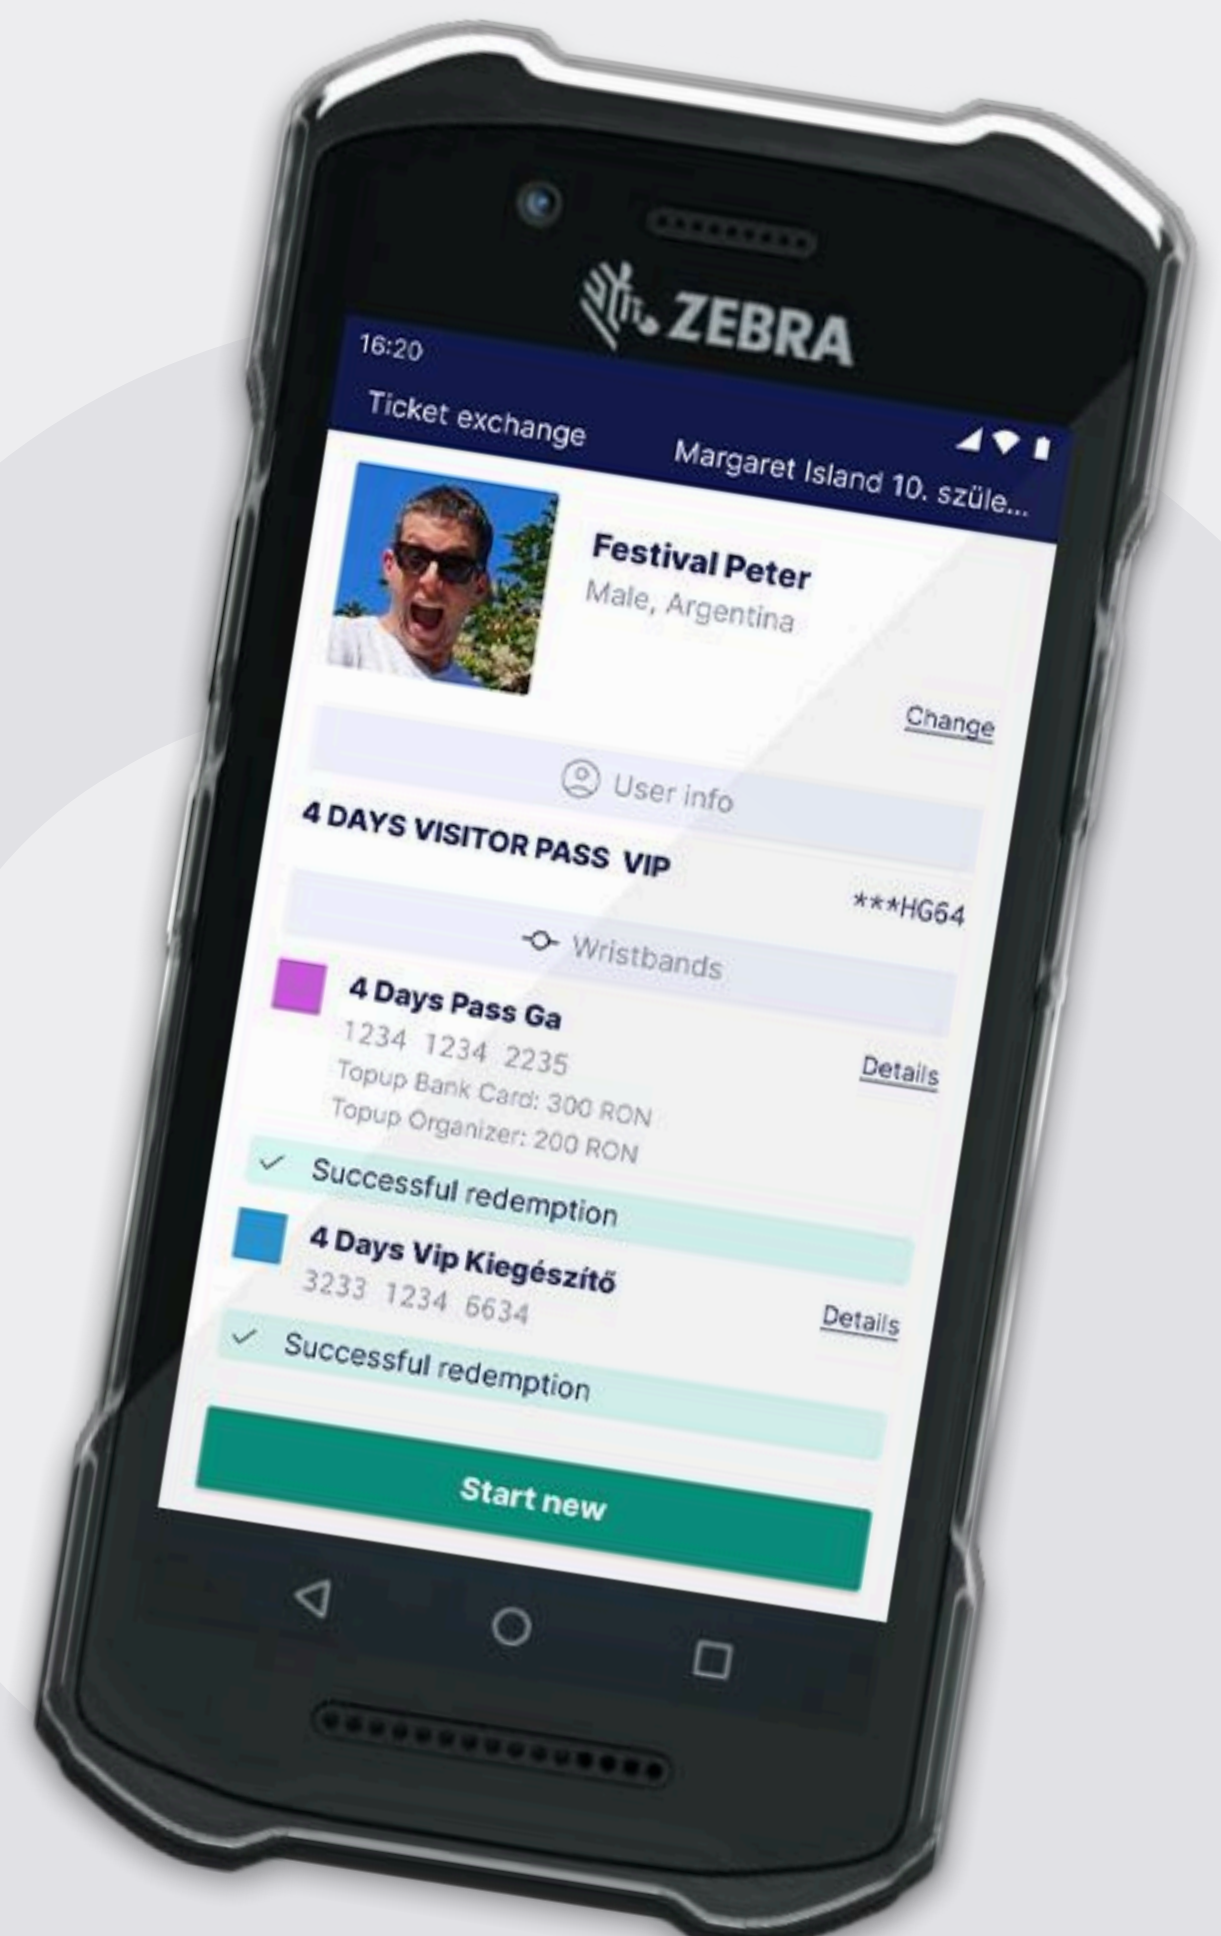 ZEBRA
16:20
Ticket exchange
Margaret Island 10. szüle...
Festival Peter
Male, Argentina
Change
User info
4 DAYS VISITOR PASS VIP
***HG64
Wristbands
4 Days Pass Ga
1234 1234 2235
Details
Topup Bank Card: 300 RON
Topup Organizer: 200 RON
Successful redemption
4 Days Vip Kiegészítő
3233 1234 6634
Details
Successful redemption
Start new